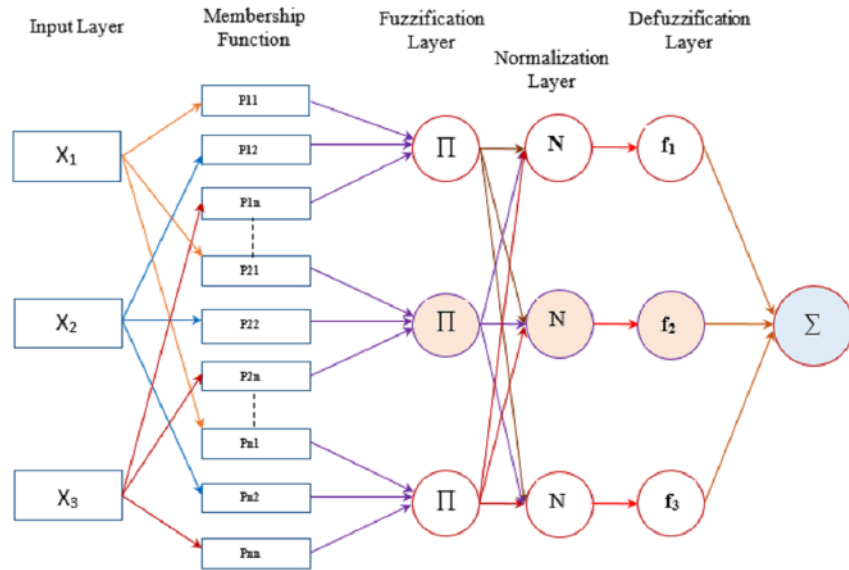 Input Layer
Membership
Function
Fuzzification
Layer
Normalization
Layer
Defuzzification
Layer
X1
X2
X3
P11
P12
P1n
P21
P22
P2n
Pn1
Pn2
Pnn
∏
∏
∏
N
N
N
f1
f2
f3
Σ